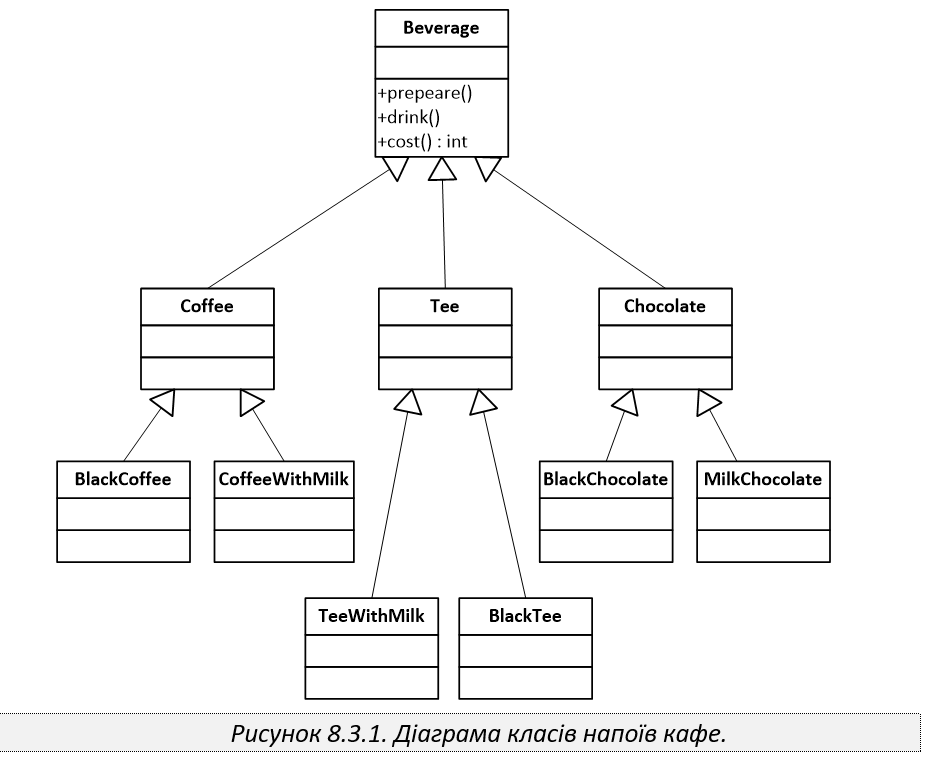 Beverage
+prepeare()
+drink()
+cost() : int
Coffee
Tee
Chocolate
BlackCoffee
CoffeeWithMilk
BlackChocolate
MilkChocolate
TeeWithMilk
BlackTee
Рисунок 8.3.1. Діаграма класів напоїв кафе.